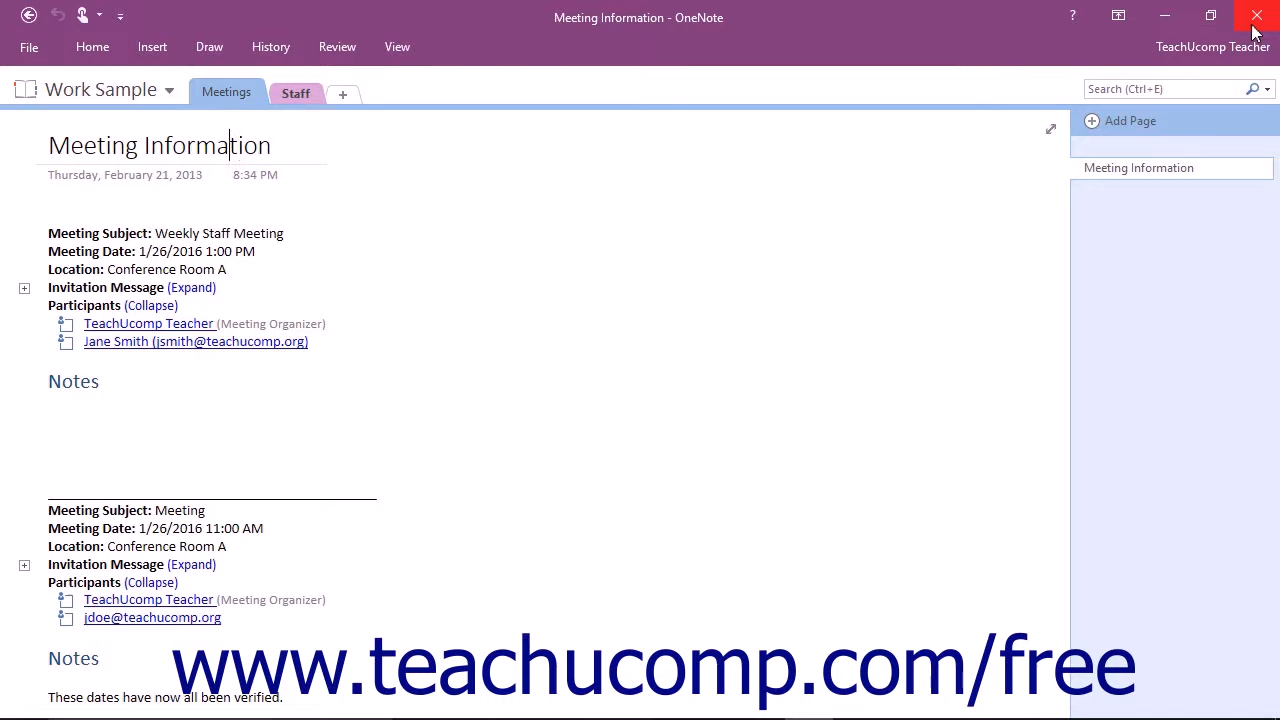 Meeting Information - OneNote
?
File Home Insert Draw History Review View
TeachUcomp Teacher
Work Sample Meetings Staff +
Search (Ctrl+E)
Add Page
Meeting Information
Meeting Information
Thursday, February 21, 2013 8:34 PM
Meeting Subject: Weekly Staff Meeting
Meeting Date: 1/26/2016 1:00 PM
Location: Conference Room A
Invitation Message (Expand)
Participants (Collapse)
TeachUcomp Teacher (Meeting Organizer)
Jane Smith (jsmith@teachucomp.org)
Notes
Meeting Subject: Meeting
Meeting Date: 1/26/2016 11:00 AM
Location: Conference Room A
Invitation Message (Expand)
Participants (Collapse)
TeachUcomp Teacher (Meeting Organizer)
jdoe@teachucomp.org
Notes
www.teachucomp.com/free
These dates have now all been verified.